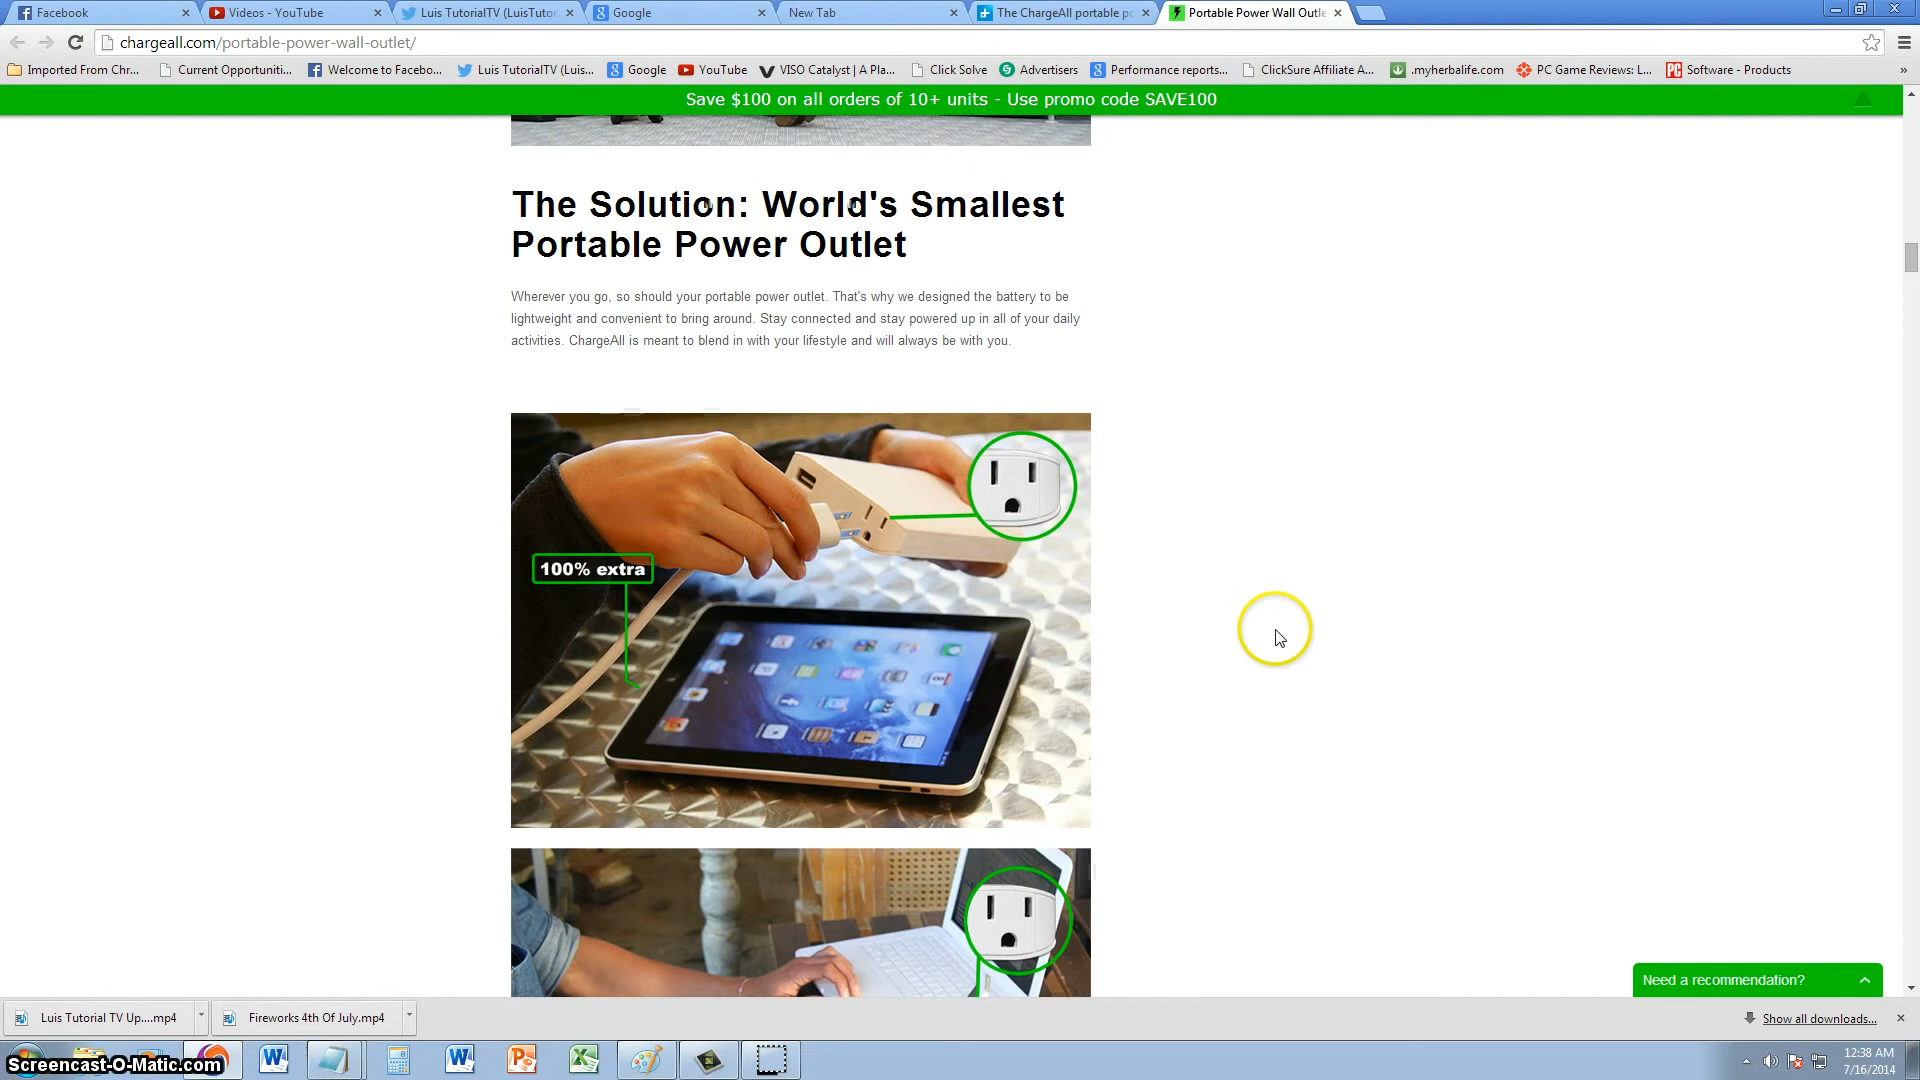 Facebook
Videos - YouTube
Luis TutorialTV (LuisTutor
Google
New Tab
The ChargeAll portable po
Portable Power Wall Outle
chargeall.com/portable-power-wall-outlet/
Imported From Chr...
Current Opportuniti...
Welcome to Facebo...
Luis TutorialTV (Luis...
Google
YouTube
VISO Catalyst | A Pla...
Click Solve
Advertisers
Performance reports...
ClickSure Affiliate A...
.myherbalife.com
PC Game Reviews: L...
Software - Products
»
Save $100 on all orders of 10+ units - Use promo code SAVE100
The Solution: World's Smallest
Portable Power Outlet
Wherever you go, so should your portable power outlet. That's why we designed the battery to be
lightweight and convenient to bring around. Stay connected and stay powered up in all of your daily
activities. ChargeAll is meant to blend in with your lifestyle and will always be with you.
100% extra
Need a recommendation?
Luis Tutorial TV Up....mp4
Fireworks 4th Of July.mp4
Show all downloads...
Screencast-O-Matic.com
12:38 AM
7/16/2014